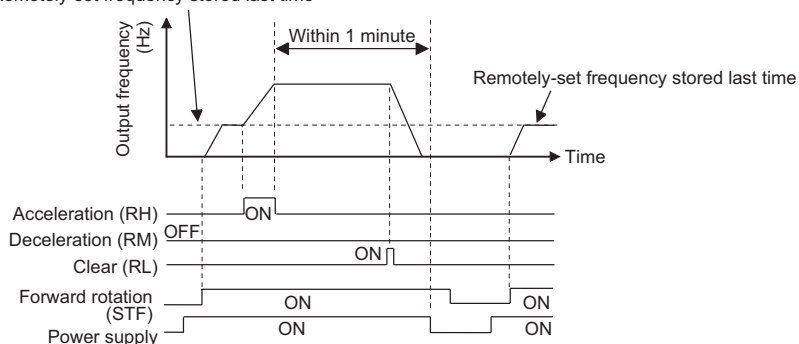 Remotely-set frequency stored last time
Output frequency
(Hz)
Within 1 minute
Remotely-set frequency stored last time
Time
Acceleration (RH)
ON
Deceleration (RM)
OFF
Clear (RL)
ON
Forward rotation
(STF)
ON
ON
Power supply
ON
ON